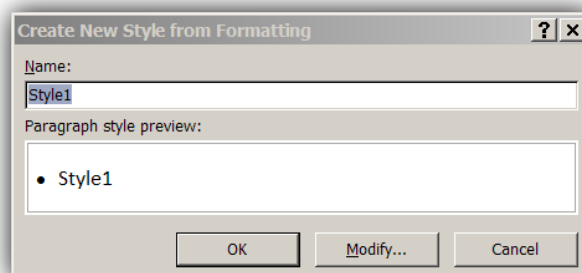 Create New Style from Formatting
Name:
Style1
Paragraph style preview:
• Style1
OK Modify... Cancel